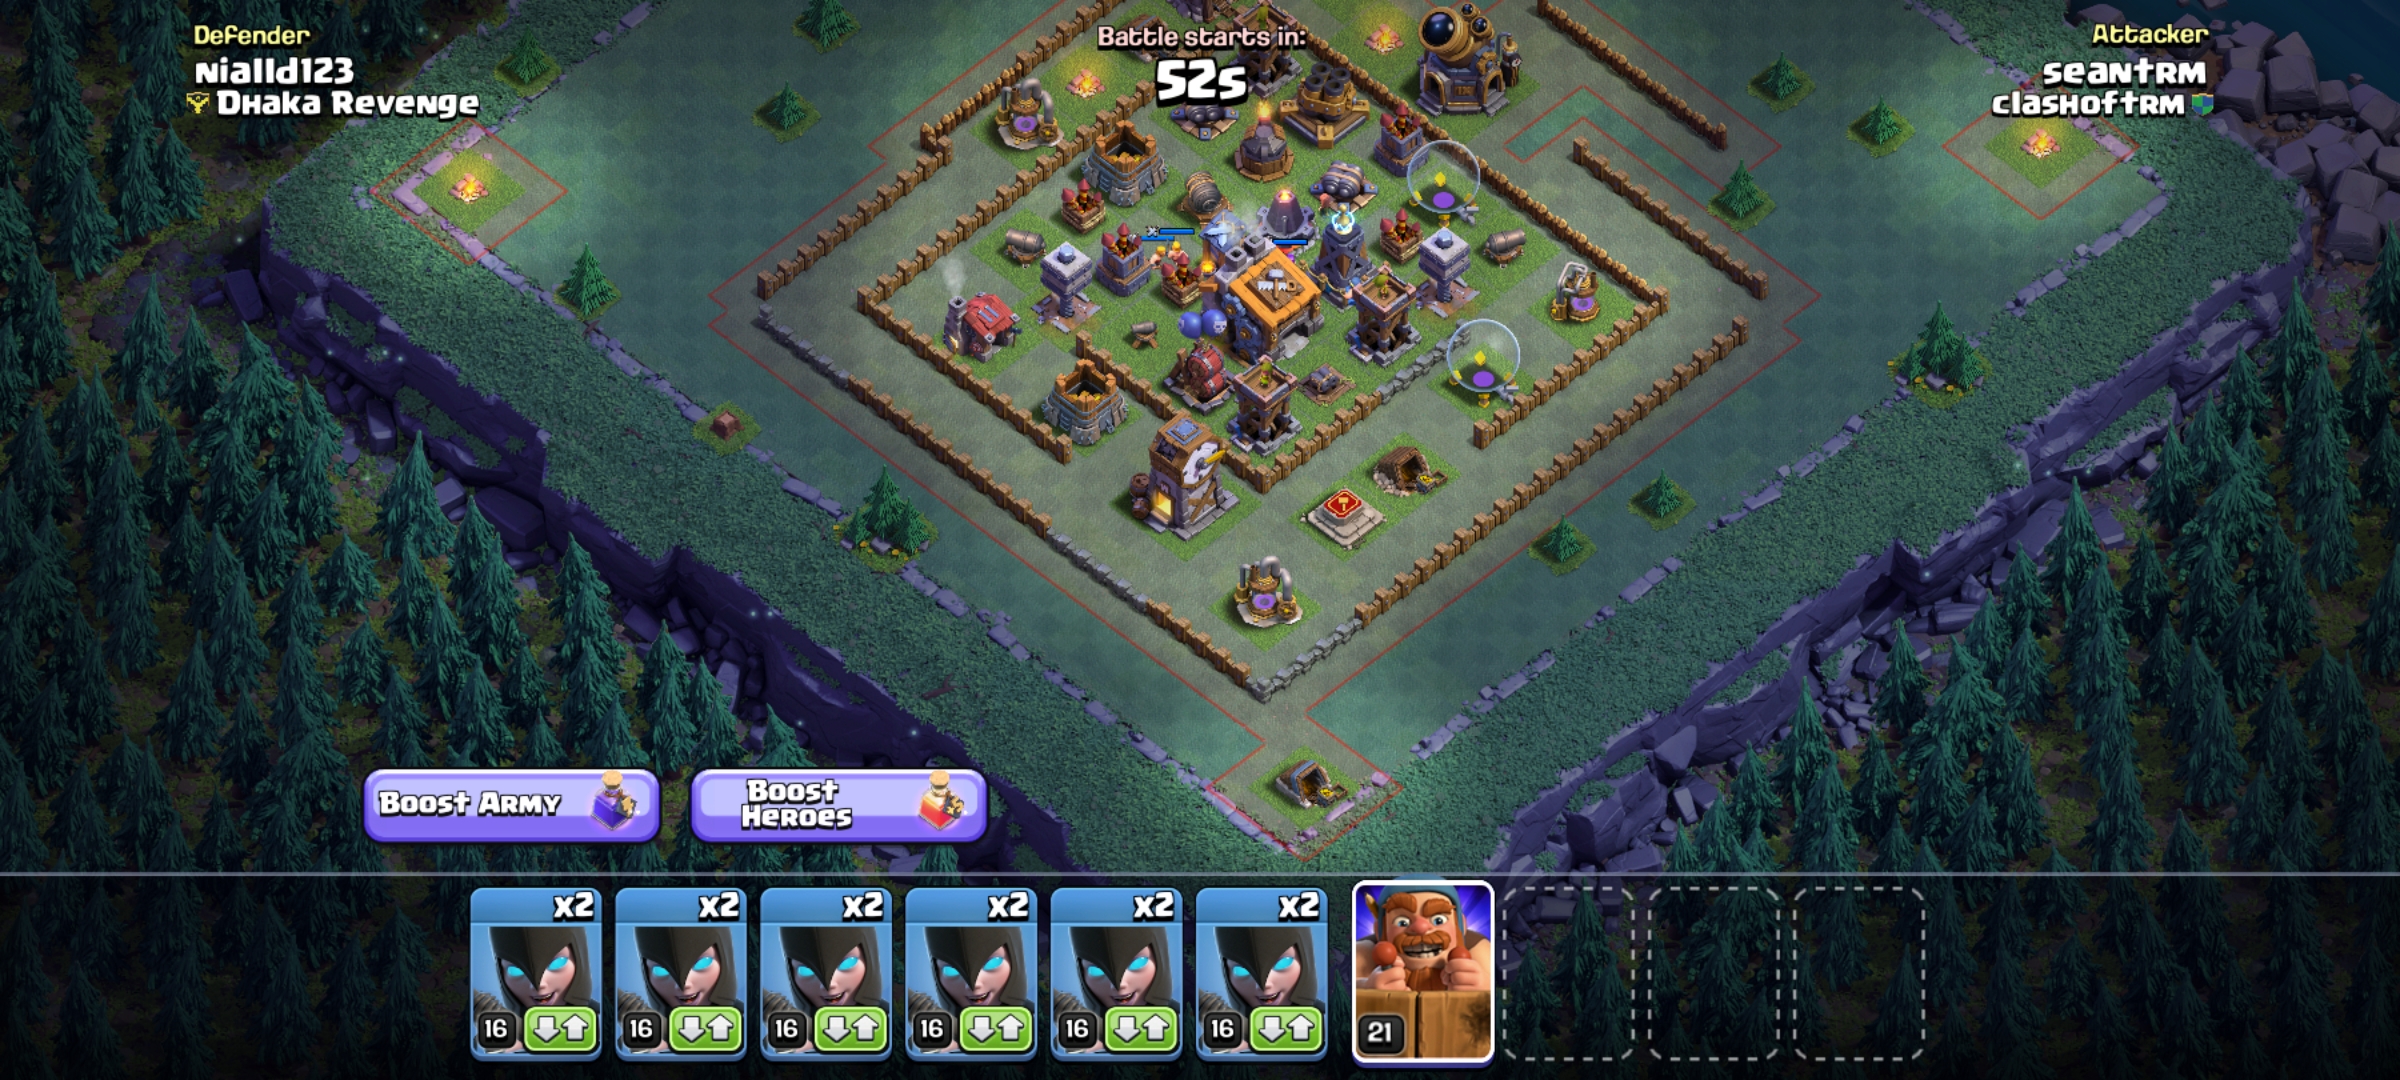 Defender
Nialld123
Dhaka Revenge
Battle starts in:
52s
Attacker
seantRM
clashoftRM
Boost Army
Boost
Heroes
x2
x2
x2
x2
x2
x2
16
16
16
16
16
16
21